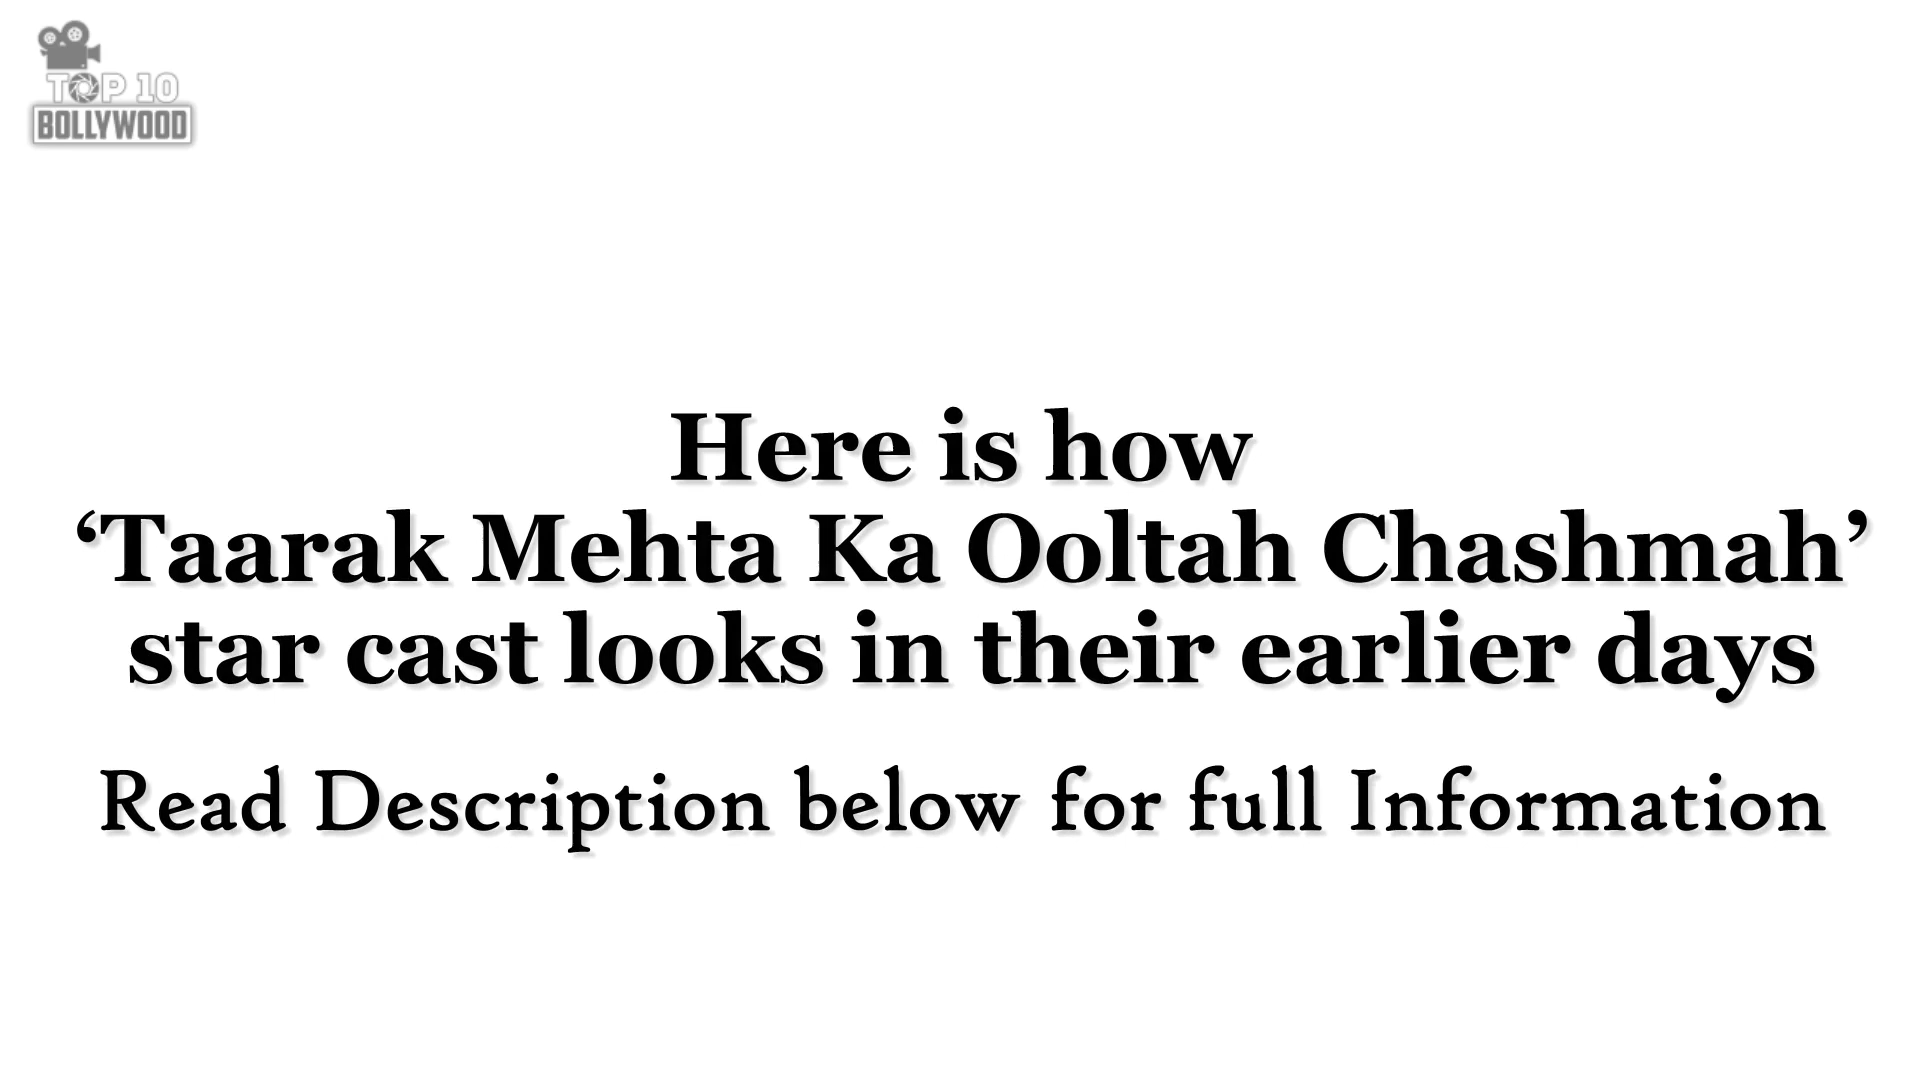 TOP 10
BOLLYWOOD
Here is how
‘Taarak Mehta Ka Ooltah Chashmah’
star cast looks in their earlier days
Read Description below for full Information